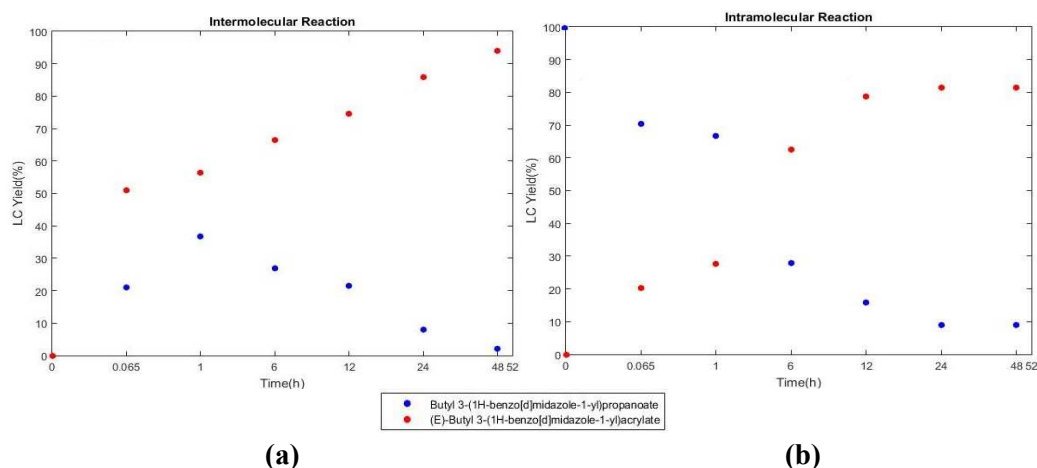 Intermolecular Reaction
100
90
80
70
60
50
40
30
20
10
0
LC Yield(%)
0 0.065 1 6 12 24 48 52
Time(h)
Intramolecular Reaction
100
90
80
70
60
50
40
30
20
10
0
LC Yield(%)
0 0.065 1 6 12 24 48 52
Time(h)
Butyl 3-(1H-benzo[d]midazole-1-yl)propanoate
(E)-Butyl 3-(1H-benzo[d]midazole-1-yl)acrylate
(a) (b)